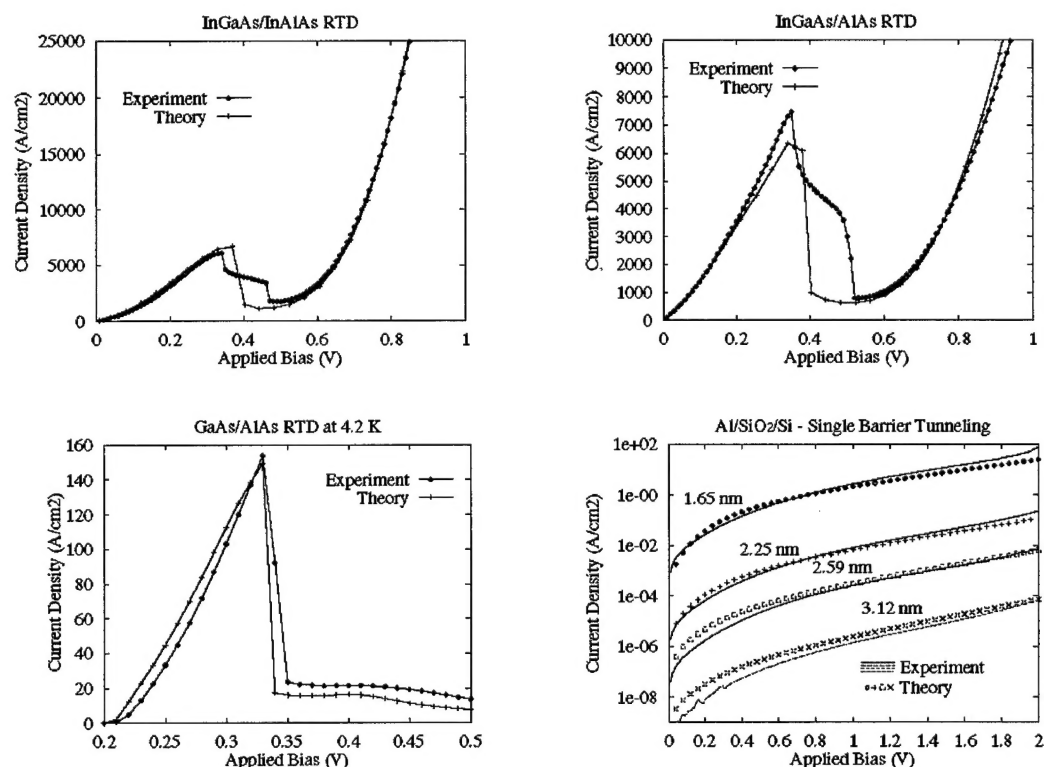 InGaAs/InAlAs RTD
Current Density (A/cm2)
25000
20000
15000
10000
5000
0
Experiment
Theory
0 0.2 0.4 0.6 0.8 1
Applied Bias (V)
InGaAs/AlAs RTD
Current Density (A/cm2)
10000
9000
8000
7000
6000
5000
4000
3000
2000
1000
0
Experiment
Theory
0 0.2 0.4 0.6 0.8 1
Applied Bias (V)
GaAs/AlAs RTD at 4.2 K
Current Density (A/cm2)
160
140
120
100
80
60
40
20
0
Experiment
Theory
0.2 0.25 0.3 0.35 0.4 0.45 0.5
Applied Bias (V)
Al/SiO2/Si - Single Barrier Tunneling
Current Density (A/cm2)
1e+02
1e-00
1e-02
1e-04
1e-06
1e-08
1.65 nm
2.25 nm
2.59 nm
3.12 nm
Experiment
Theory
0 0.2 0.4 0.6 0.8 1 1.2 1.4 1.6 1.8 2
Applied Bias (V)